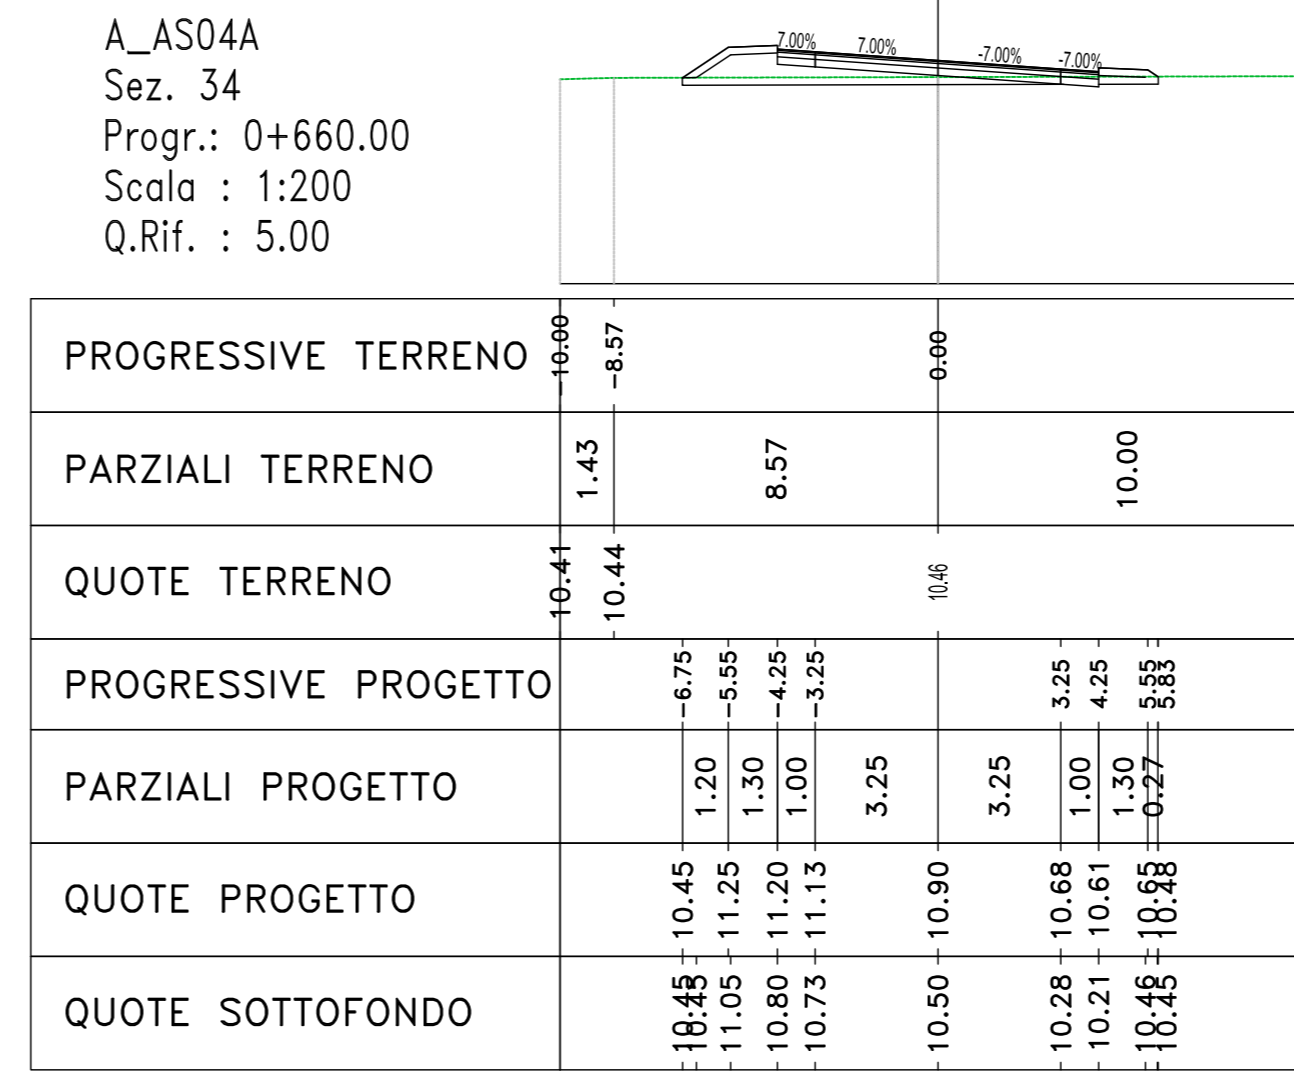 A_AS04A
Sez. 34
Progr.: 0+660.00
Scala : 1:200
Q.Rif. : 5.00
7.00% 7.00% -7.00% -7.00%
PROGRESSIVE TERRENO -10.00 -8.57 0.00
PARZIALI TERRENO 1.43 8.57 10.00
QUOTE TERRENO 10.41 10.44 10.46
PROGRESSIVE PROGETTO -6.75 -5.55 -4.25 -3.25 3.25 4.25 5.55 5.83
PARZIALI PROGETTO 1.20 1.30 1.00 3.25 3.25 1.00 1.30 0.27
QUOTE PROGETTO 10.45 11.25 11.20 11.13 10.90 10.68 10.61 10.65 10.48
QUOTE SOTTOFONDO 10.45 10.45 11.05 10.80 10.73 10.50 10.28 10.21 10.46 10.45